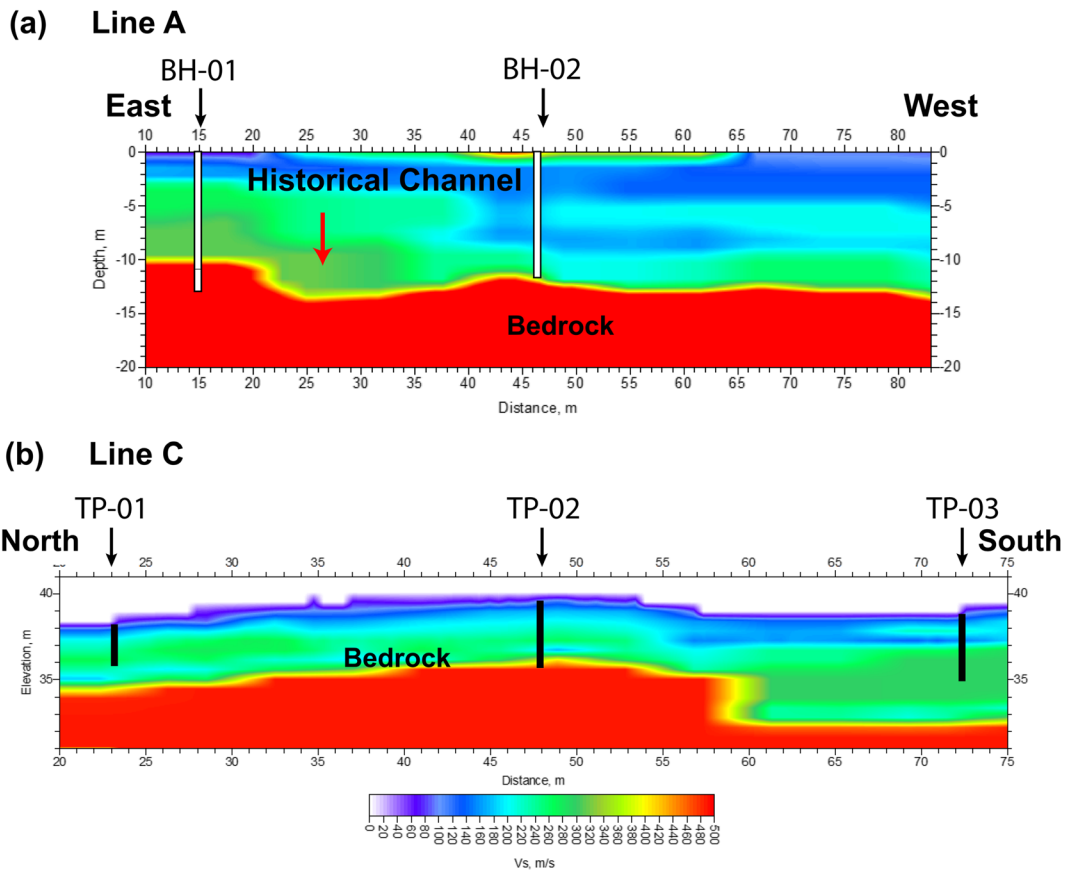 (a) Line A
BH-01 BH-02
East West
10 15 20 25 30 35 40 45 50 55 60 65 70 75 80
0 0
Historical Channel
-5 -5
-10 -10
Depth, m
Bedrock
-15 -15
-20 -20
10 15 20 25 30 35 40 45 50 55 60 65 70 75 80
Distance, m
(b) Line C
TP-01 TP-02 TP-03
North South
25 30 35 40 45 50 55 60 65 70 75
40 40
Elevation, m
Bedrock
35 35
20 25 30 35 40 45 50 55 60 65 70 75
Distance, m
0 20 40 60 80 100 120 140 160 180 200 220 240 260 280 300 320 340 360 380 400 420 440 460 480 500
Vs, m/s